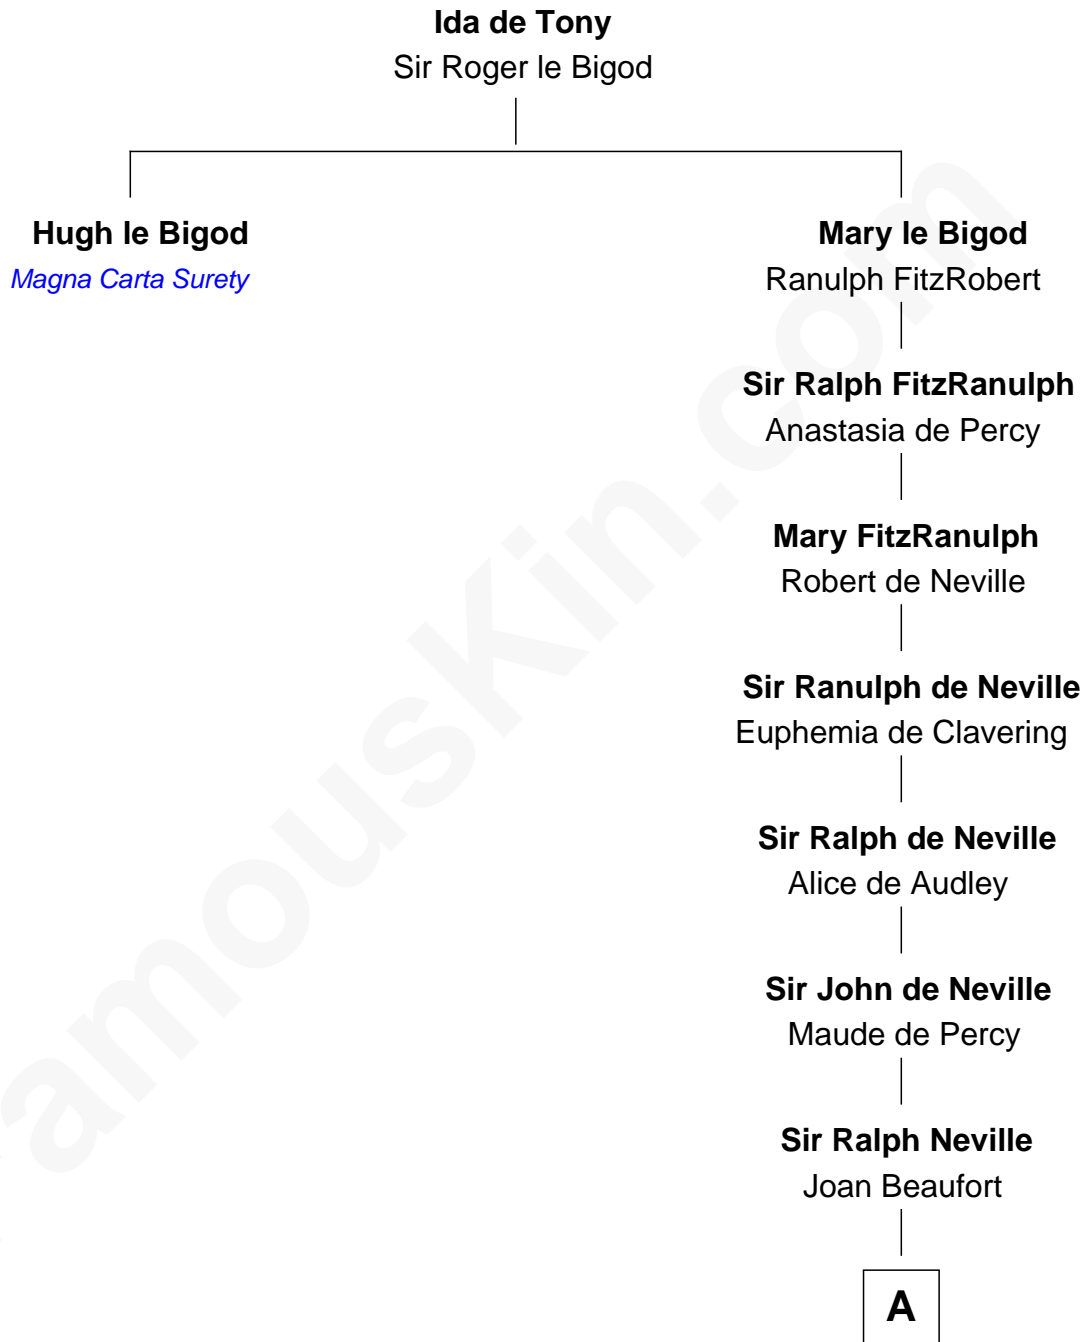 Ida de Tony
Sir Roger le Bigod
Hugh le Bigod
Magna Carta Surety
Mary le Bigod
Ranulph FitzRobert
Sir Ralph FitzRanulph
Anastasia de Percy
Mary FitzRanulph
Robert de Neville
Sir Ranulph de Neville
Euphemia de Clavering
Sir Ralph de Neville
Alice de Audley
Sir John de Neville
Maude de Percy
Sir Ralph Neville
Joan Beaufort
A
amouskin.com